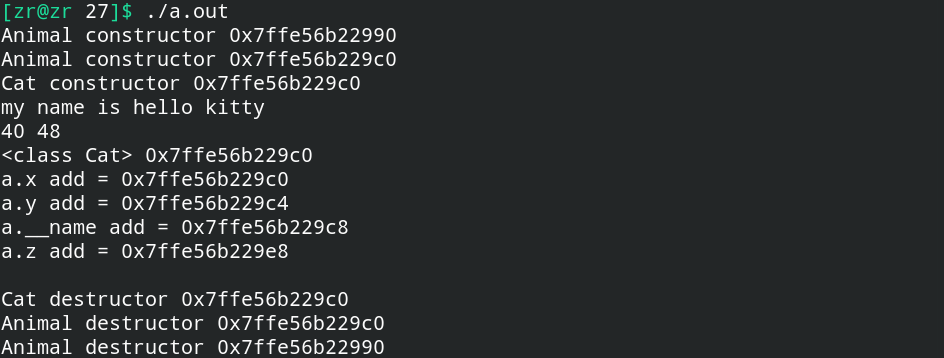 [zr@zr 27]$ ./a.out
Animal constructor 0x7ffe56b22990
Animal constructor 0x7ffe56b229c0
Cat constructor 0x7ffe56b229c0
my name is hello kitty
40 48
<class Cat> 0x7ffe56b229c0
a.x add = 0x7ffe56b229c0
a.y add = 0x7ffe56b229c4
a.__name add = 0x7ffe56b229c8
a.z add = 0x7ffe56b229e8
Cat destructor 0x7ffe56b229c0
Animal destructor 0x7ffe56b229c0
Animal destructor 0x7ffe56b22990